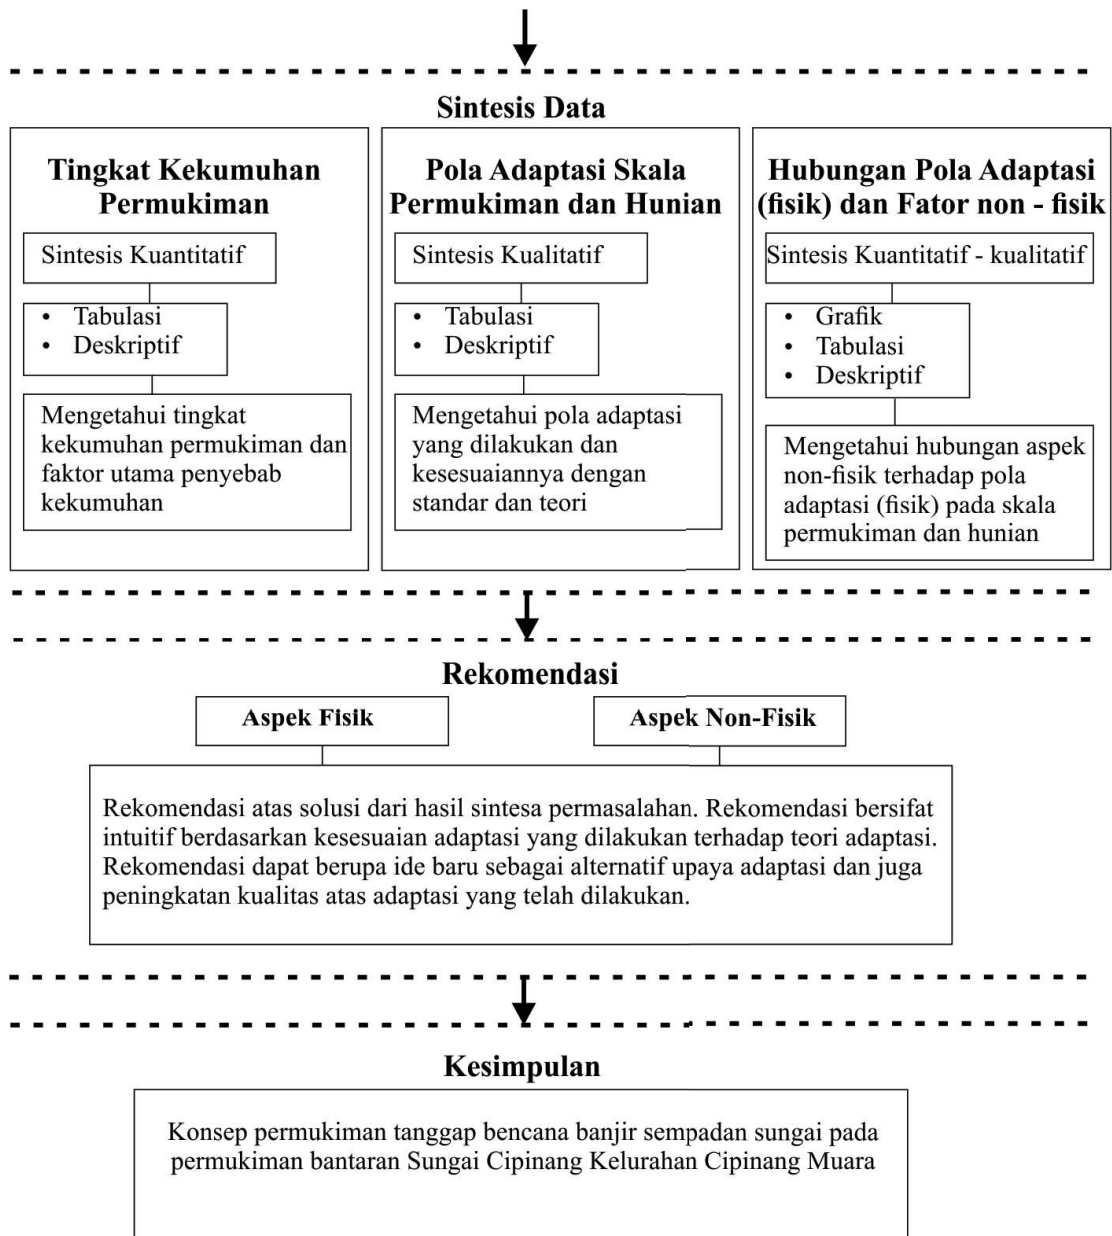 Sintesis Data
Tingkat Kekumuhan
Permukiman
Sintesis Kuantitatif
• Tabulasi
• Deskriptif
Mengetahui tingkat
kekumuhan permukiman dan
faktor utama penyebab
kekumuhan
Pola Adaptasi Skala
Permukiman dan Hunian
Sintesis Kualitatif
• Tabulasi
• Deskriptif
Mengetahui pola adaptasi
yang dilakukan dan
kesesuaiannya dengan
standar dan teori
Hubungan Pola Adaptasi
(fisik) dan Fator non - fisik
Sintesis Kuantitatif - kualitatif
• Grafik
• Tabulasi
• Deskriptif
Mengetahui hubungan aspek
non-fisik terhadap pola
adaptasi (fisik) pada skala
permukiman dan hunian
Rekomendasi
Aspek Fisik
Aspek Non-Fisik
Rekomendasi atas solusi dari hasil sintesa permasalahan. Rekomendasi bersifat
intuitif berdasarkan kesesuaian adaptasi yang dilakukan terhadap teori adaptasi.
Rekomendasi dapat berupa ide baru sebagai alternatif upaya adaptasi dan juga
peningkatan kualitas atas adaptasi yang telah dilakukan.
Kesimpulan
Konsep permukiman tanggap bencana banjir sempadan sungai pada
permukiman bantaran Sungai Cipinang Kelurahan Cipinang Muara